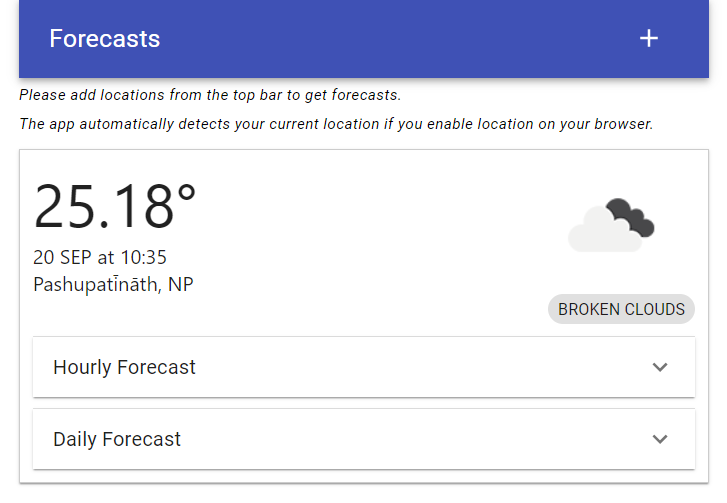 Forecasts
Please add locations from the top bar to get forecasts.
The app automatically detects your current location if you enable location on your browser.
25.18°
20 SEP at 10:35
Pashupatīnāth, NP
BROKEN CLOUDS
Hourly Forecast
Daily Forecast